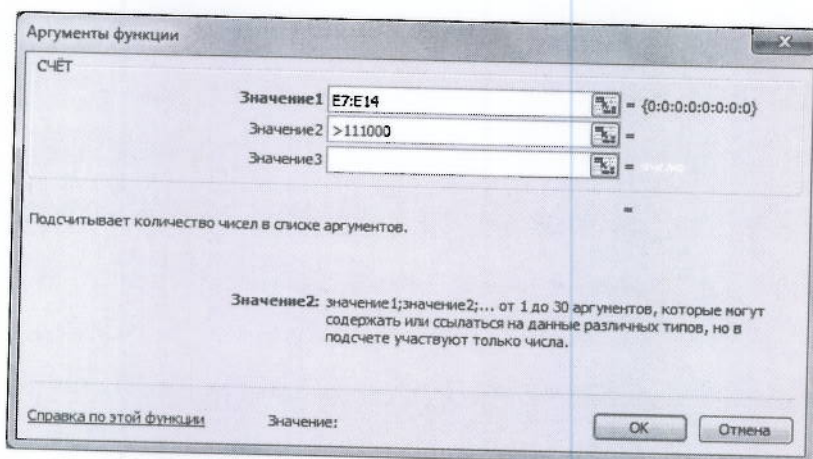 Аргументы функции
СЧЁТ
Значение1 E7:E14 = {0:0:0:0:0:0:0:0}
Значение2 >111000 =
Значение3 =
=
Подсчитывает количество чисел в списке аргументов.
Значение2: значение1;значение2;... от 1 до 30 аргументов, которые могут
содержать или ссылаться на данные различных типов, но в
подсчете участвуют только числа.
Справка по этой функции
Значение:
OK
Отмена